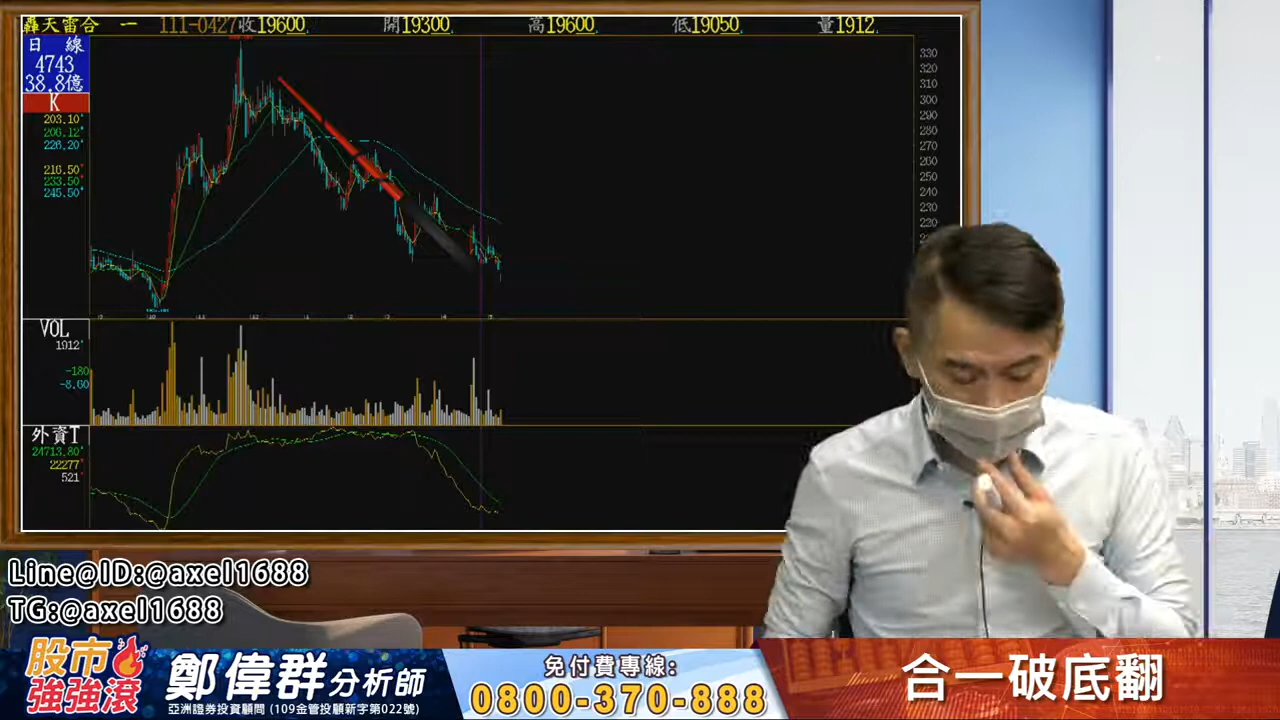 轟天雷合一 111-0427收19600 開19300 高19600 低19050 量1912
日 線
4743
38.8億
K
203.10
206.12
226.20
216.50
233.50
245.50
330
320
310
300
290
280
270
260
250
240
230
220
VOL
1912
-180
-8.60
外資T
24713.80
22277
521
Line@ID:@axel1688
TG:@axel1688
股市
強強滾
鄭偉群分析師
亞洲證券投資顧問 (109金管投顧新字第022號)
免付費專線:
0800-370-888
合一破底翻